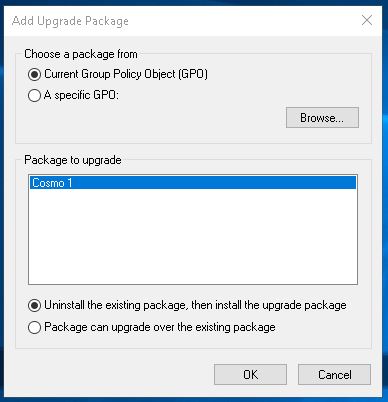 Add Upgrade Package
Choose a package from
Current Group Policy Object (GPO)
A specific GPO:
Browse...
Package to upgrade
Cosmo 1
Uninstall the existing package, then install the upgrade package
Package can upgrade over the existing package
OK
Cancel